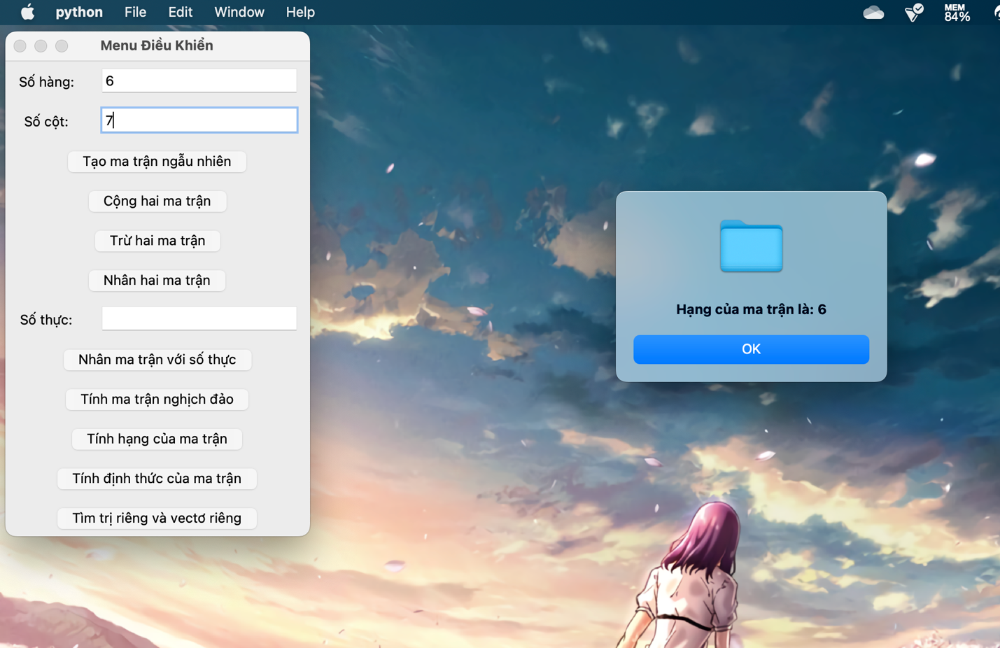 python File Edit Window Help
MEM
84%
Menu Điều Khiển
Số hàng: 6
Số cột: 7
Tạo ma trận ngẫu nhiên
Cộng hai ma trận
Trừ hai ma trận
Nhân hai ma trận
Số thực:
Nhân ma trận với số thực
Tính ma trận nghịch đảo
Tính hạng của ma trận
Tính định thức của ma trận
Tìm trị riêng và vectơ riêng
Hạng của ma trận là: 6
OK